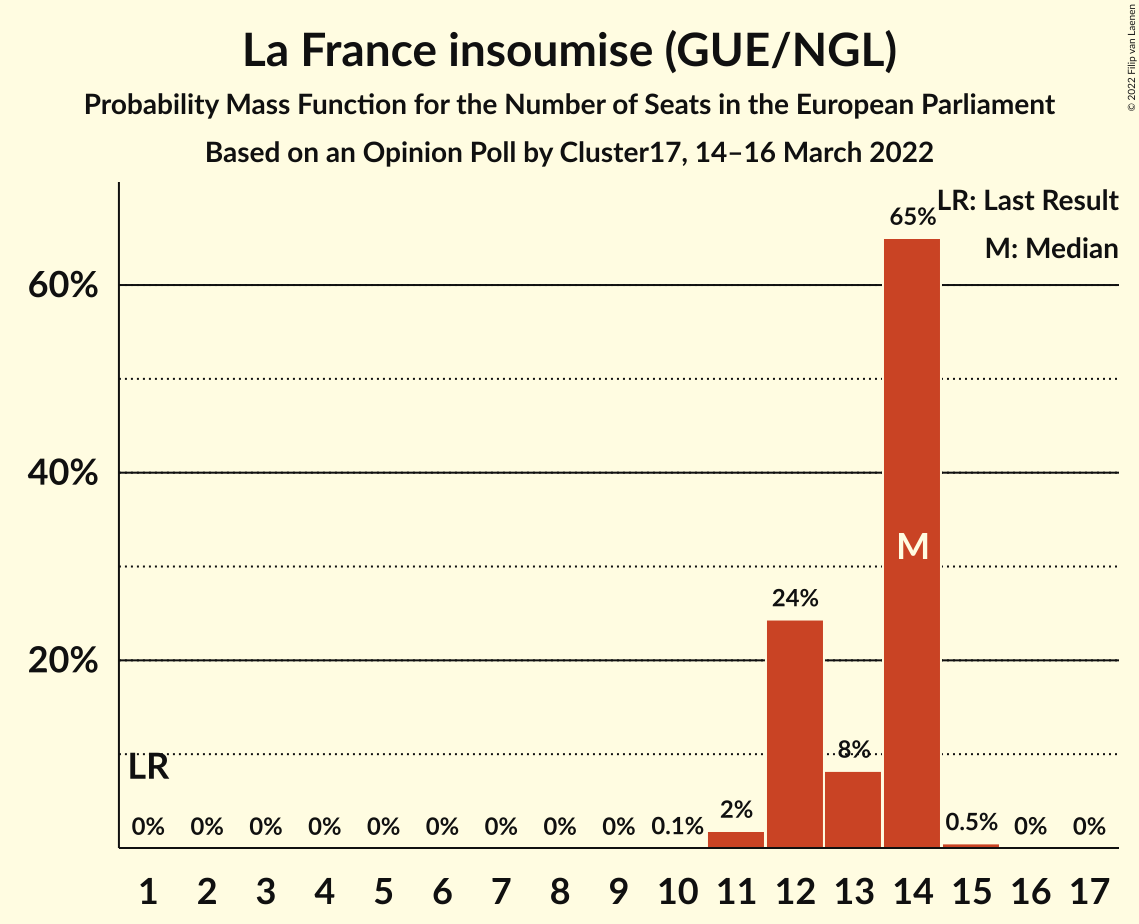 La France insoumise (GUE/NGL)
Probability Mass Function for the Number of Seats in the European Parliament
Based on an Opinion Poll by Cluster17, 14–16 March 2022
© 2022 Filip van Laenen
LR: Last Result
M: Median
60%
40%
20%
LR
M
0% 0% 0% 0% 0% 0% 0% 0% 0% 0.1% 2% 24% 8% 65% 0.5% 0% 0%
1 2 3 4 5 6 7 8 9 10 11 12 13 14 15 16 17